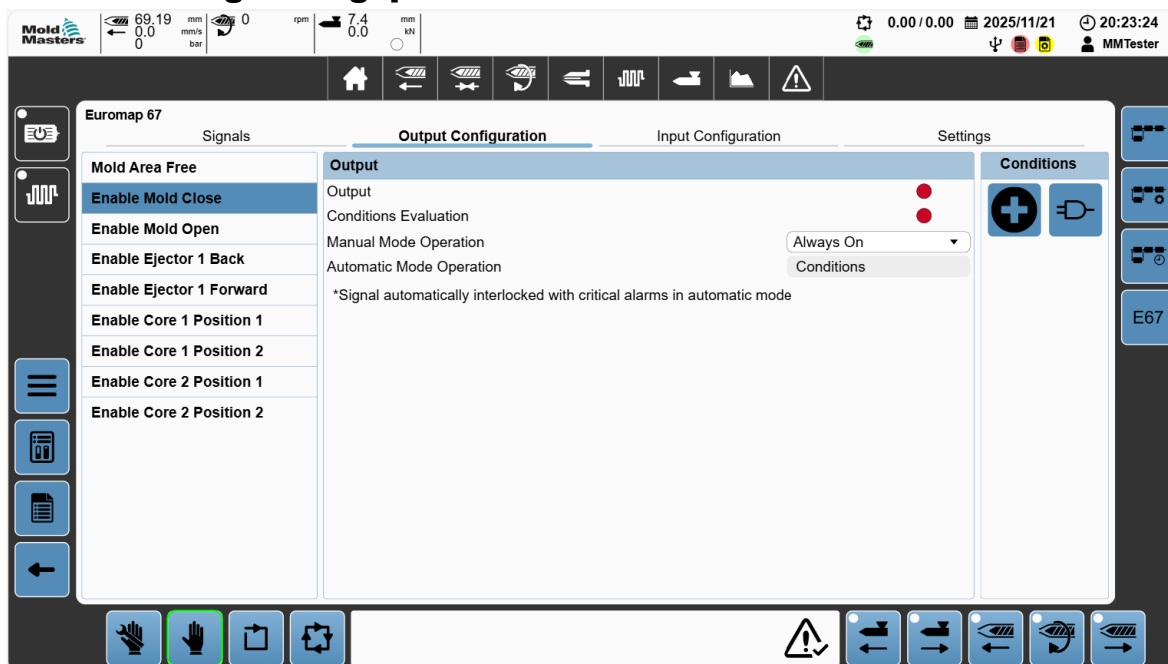 Mold
Masters
69.19 mm
0.0 mm/s
0 bar
0 rpm
7.4 mm
0.0 kN
0.00 / 0.00 2025/11/21 20:23:24
MMTester
Euromap 67
Signals Output Configuration Input Configuration Settings
Mold Area Free
Enable Mold Close
Enable Mold Open
Enable Ejector 1 Back
Enable Ejector 1 Forward
Enable Core 1 Position 1
Enable Core 1 Position 2
Enable Core 2 Position 1
Enable Core 2 Position 2
Output
Output
Conditions Evaluation
Manual Mode Operation Always On
Automatic Mode Operation Conditions
*Signal automatically interlocked with critical alarms in automatic mode
Conditions
E67